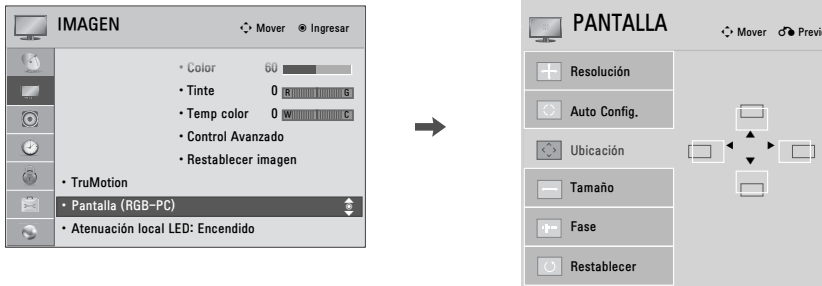 IMAGEN
Mover Ingresar
• Color 60
• Tinte 0 R G
• Temp color 0 W C
• Control Avanzado
• Restablecer imagen
• TruMotion
• Pantalla (RGB-PC)
• Atenuación local LED: Encendido
PANTALLA
Mover Previ
Resolución
Auto Config.
Ubicación
Tamaño
Fase
Restablecer